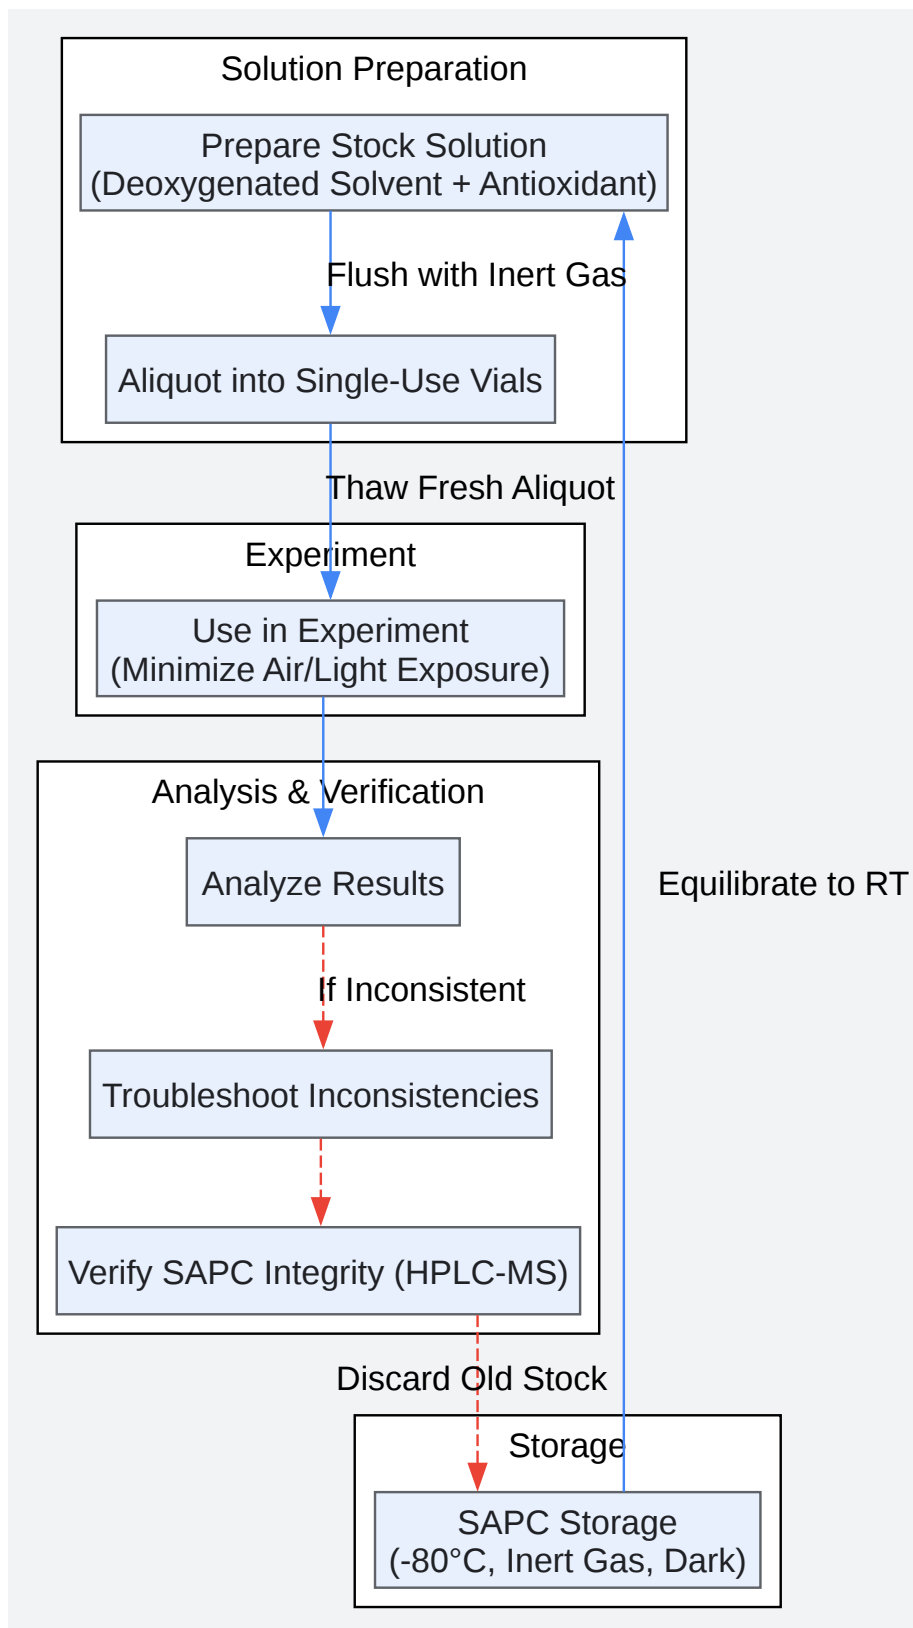 Solution Preparation
Prepare Stock Solution
(Deoxygenated Solvent + Antioxidant)
Flush with Inert Gas
Aliquot into Single-Use Vials
Thaw Fresh Aliquot
Experiment
Use in Experiment
(Minimize Air/Light Exposure)
Analysis & Verification
Analyze Results
Equilibrate to RT
If Inconsistent
Troubleshoot Inconsistencies
Verify SAPC Integrity (HPLC-MS)
Discard Old Stock
Storage
SAPC Storage
(-80°C, Inert Gas, Dark)